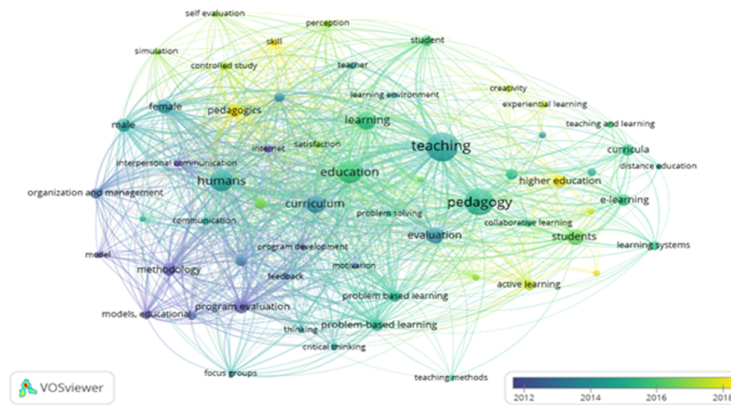 self evaluation
perception
skill
student
simulation
controlled study
teacher
learning environment
creativity
female
pedagogics
experiential learning
male
learning
teaching and learning
internet
satisfaction
teaching
curricula
interpersonal communication
distance education
humans
education
higher education
organization and management
curriculum
pedagogy
e-learning
communication
problem solving
collaborative learning
evaluation
students
program development
learning systems
model
methodology
feedback
motivation
active learning
problem based learning
program evaluation
models, educational
thinking
problem-based learning
critical thinking
focus groups
teaching methods
VOSviewer
2012 2014 2016 2018